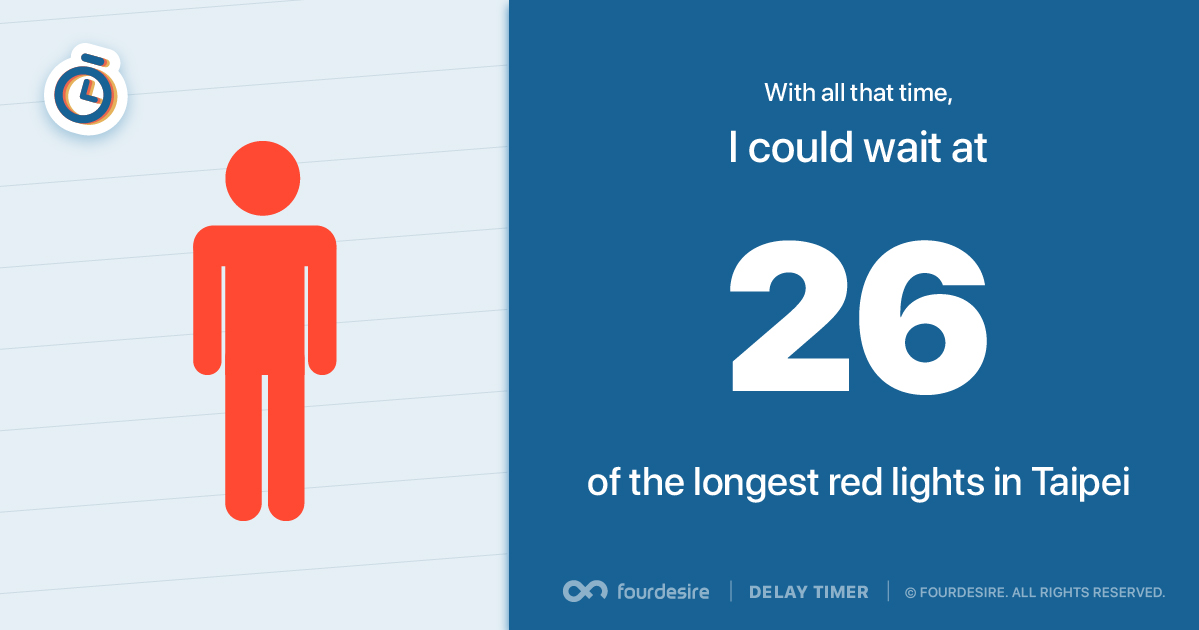 With all that time,
I could wait at
26
of the longest red lights in Taipei
fourdesire | DELAY TIMER | © FOURDESIRE. ALL RIGHTS RESERVED.